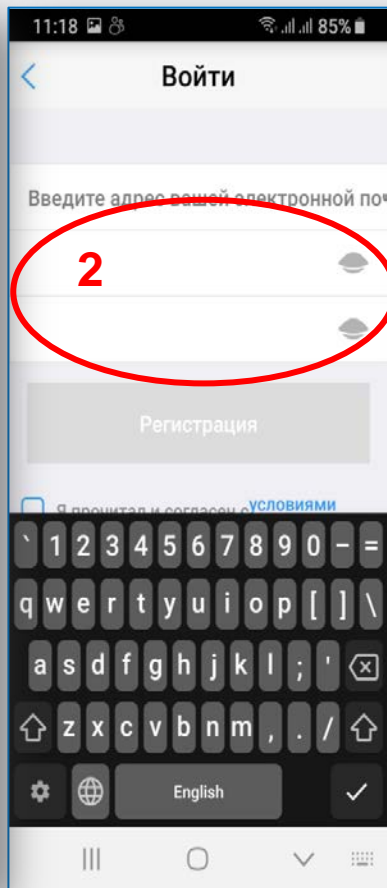 11:18 85%
Войти
Введите адрес вашей электронной поч
2
Регистрация
Я прочитал и согласен с условиями
` 1 2 3 4 5 6 7 8 9 0 - =
q w e r t y u i o p [ ] \
a s d f g h j k l ; '
z x c v b n m , . /
English